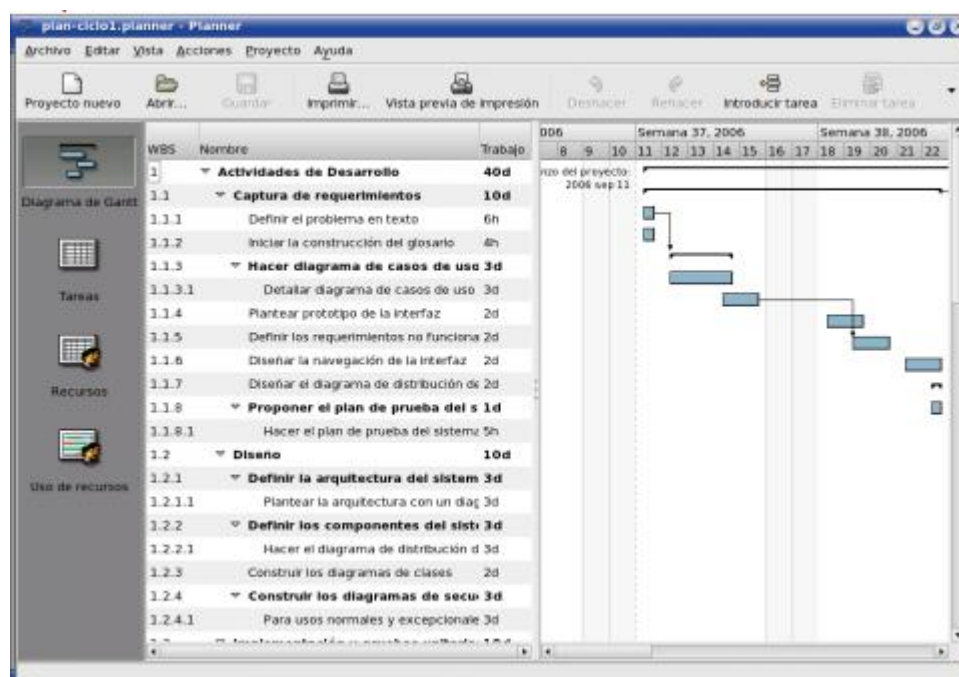 plan-ciclo1.planner - Planner
Archivo Editar Vista Acciones Proyecto Ayuda
Proyecto nuevo Abrir... Guardar Imprimir... Vista previa de impresión Deshacer Rehacer Introducir tarea Eliminar tarea
Diagrama de Gantt
Tareas
Recursos
Uso de recursos
WBS Nombre Trabajo
1 Actividades de Desarrollo 40d
1.1 Captura de requerimientos 10d
1.1.1 Definir el problema en texto 6h
1.1.2 Iniciar la construcción del glosario 4h
1.1.3 Hacer diagrama de casos de uso 3d
1.1.3.1 Detallar diagrama de casos de uso 3d
1.1.4 Plantear prototipo de la interfaz 2d
1.1.5 Definir los requerimientos no funciona 2d
1.1.6 Diseñar la navegación de la interfaz 2d
1.1.7 Diseñar el diagrama de distribución de 2d
1.1.8 Proponer el plan de prueba del s 1d
1.1.8.1 Hacer el plan de prueba del sistema 5h
1.2 Diseño 10d
1.2.1 Definir la arquitectura del sistem 3d
1.2.1.1 Plantear la arquitectura con un diag 3d
1.2.2 Definir los componentes del siste 3d
1.2.2.1 Hacer el diagrama de distribución d 3d
1.2.3 Construir los diagramas de clases 2d
1.2.4 Construir los diagramas de secu 3d
1.2.4.1 Para usos normales y excepcionale 3d
006 Semana 37, 2006 Semana 38, 2006
8 9 10 11 12 13 14 15 16 17 18 19 20 21 22
nzo del proyecto:
2006 sep 11